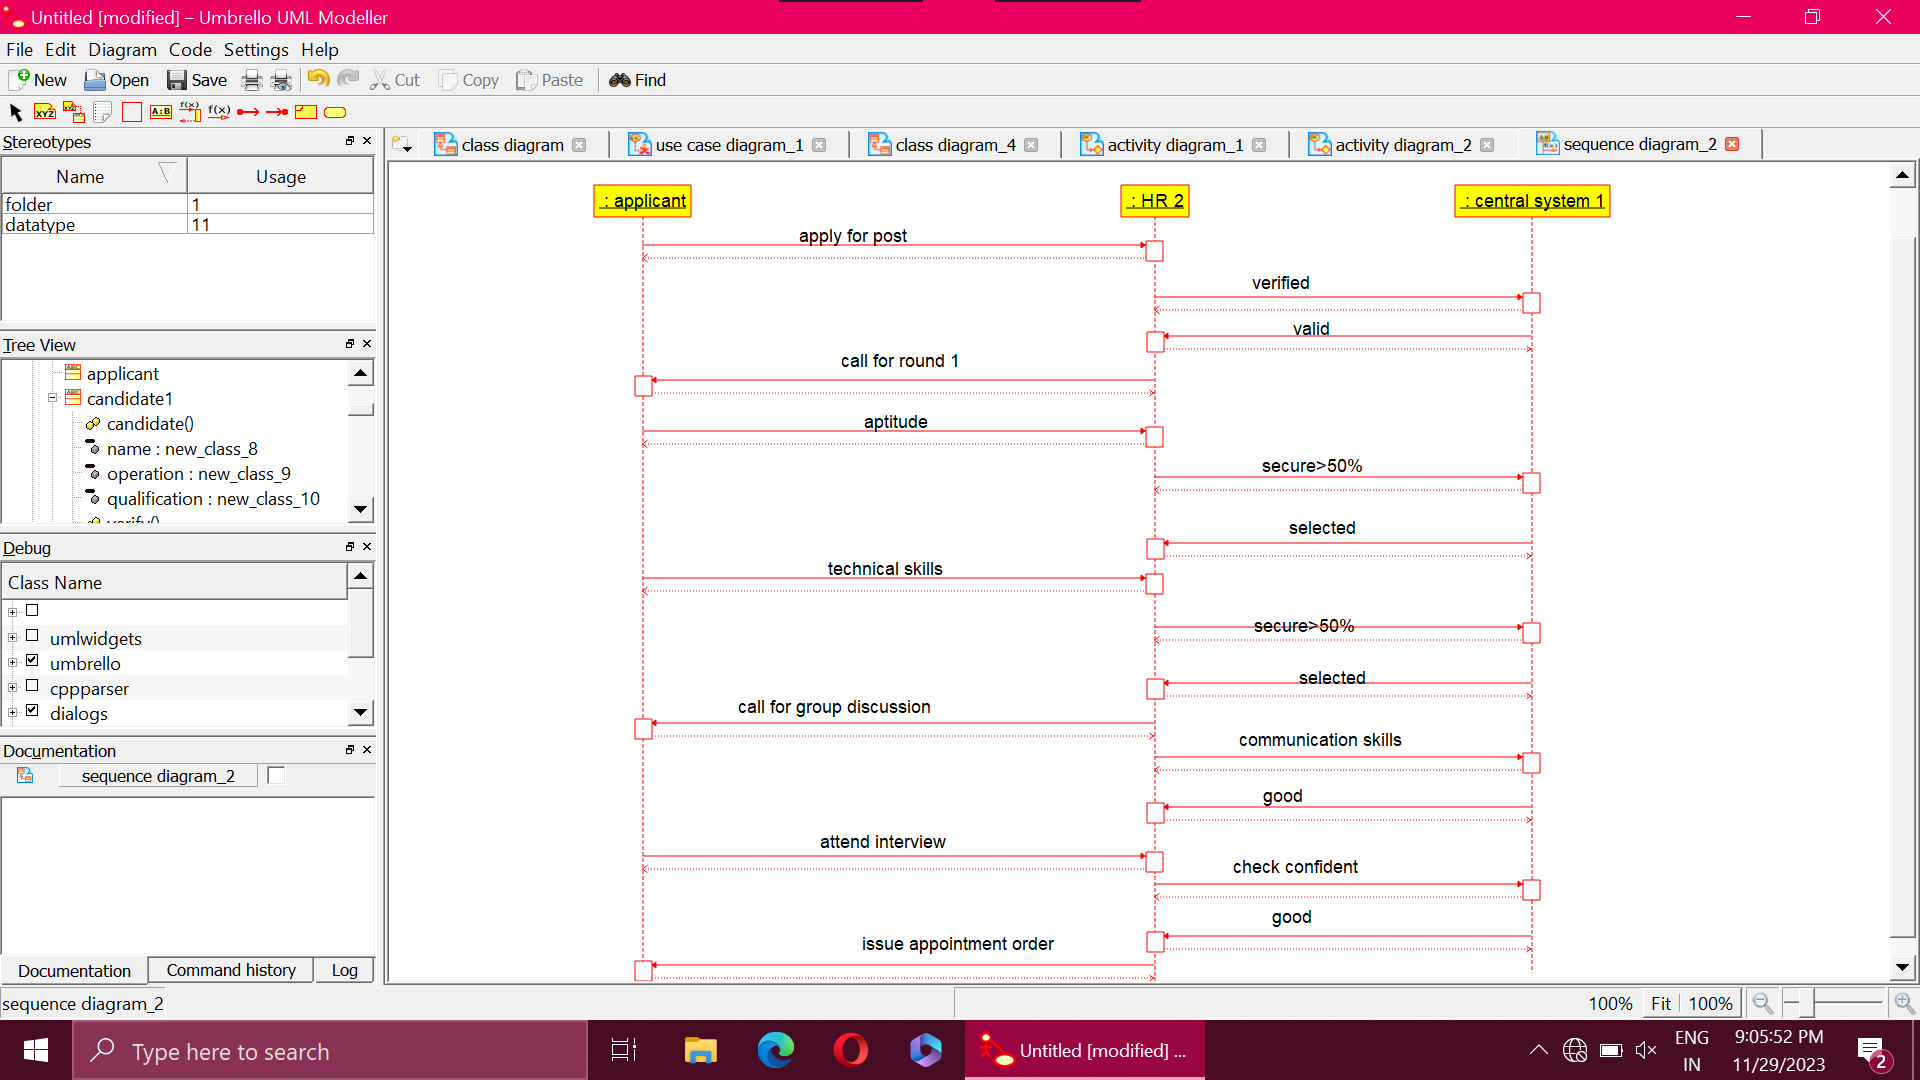 Untitled [modified] – Umbrello UML Modeller
File Edit Diagram Code Settings Help
New Open Save Cut Copy Paste Find
XYZ XYZ A:B f(x) f(x)
Stereotypes
Name Usage
folder 1
datatype 11
Tree View
applicant
candidate1
candidate()
name : new_class_8
operation : new_class_9
qualification : new_class_10
verify()
Debug
Class Name
umlwidgets
umbrello
cppparser
dialogs
Documentation
sequence diagram_2
Documentation Command history Log
class diagram use case diagram_1 class diagram_4 activity diagram_1 activity diagram_2 sequence diagram_2
: applicant : HR 2 : central system 1
apply for post
verified
valid
call for round 1
aptitude
secure>50%
selected
technical skills
secure>50%
selected
call for group discussion
communication skills
good
attend interview
check confident
good
issue appointment order
sequence diagram_2
100% Fit 100%
Type here to search
Untitled [modified] ...
ENG
IN
9:05:52 PM
11/29/2023
2